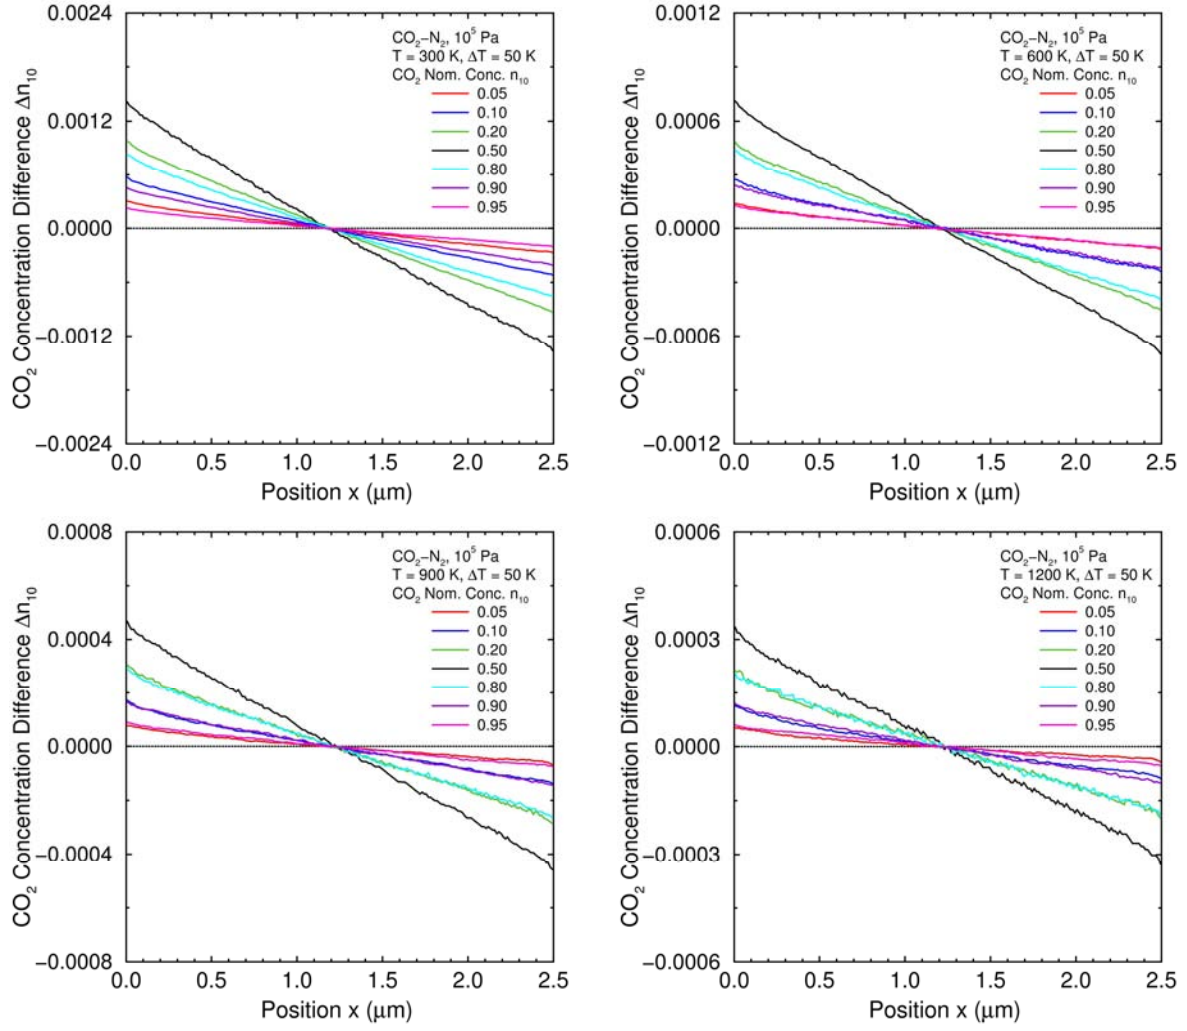 0.0024
0.0012
0.0000
−0.0012
−0.0024
CO₂ Concentration Difference Δn₁₀
CO₂−N₂, 10⁵ Pa
T = 300 K, ΔT = 50 K
CO₂ Nom. Conc. n₁₀
0.05
0.10
0.20
0.50
0.80
0.90
0.95
0.0 0.5 1.0 1.5 2.0 2.5
Position x (μm)
0.0012
0.0006
0.0000
−0.0006
−0.0012
CO₂ Concentration Difference Δn₁₀
CO₂−N₂, 10⁵ Pa
T = 600 K, ΔT = 50 K
CO₂ Nom. Conc. n₁₀
0.05
0.10
0.20
0.50
0.80
0.90
0.95
0.0 0.5 1.0 1.5 2.0 2.5
Position x (μm)
0.0008
0.0004
0.0000
−0.0004
−0.0008
CO₂ Concentration Difference Δn₁₀
CO₂−N₂, 10⁵ Pa
T = 900 K, ΔT = 50 K
CO₂ Nom. Conc. n₁₀
0.05
0.10
0.20
0.50
0.80
0.90
0.95
0.0 0.5 1.0 1.5 2.0 2.5
Position x (μm)
0.0006
0.0003
0.0000
−0.0003
−0.0006
CO₂ Concentration Difference Δn₁₀
CO₂−N₂, 10⁵ Pa
T = 1200 K, ΔT = 50 K
CO₂ Nom. Conc. n₁₀
0.05
0.10
0.20
0.50
0.80
0.90
0.95
0.0 0.5 1.0 1.5 2.0 2.5
Position x (μm)